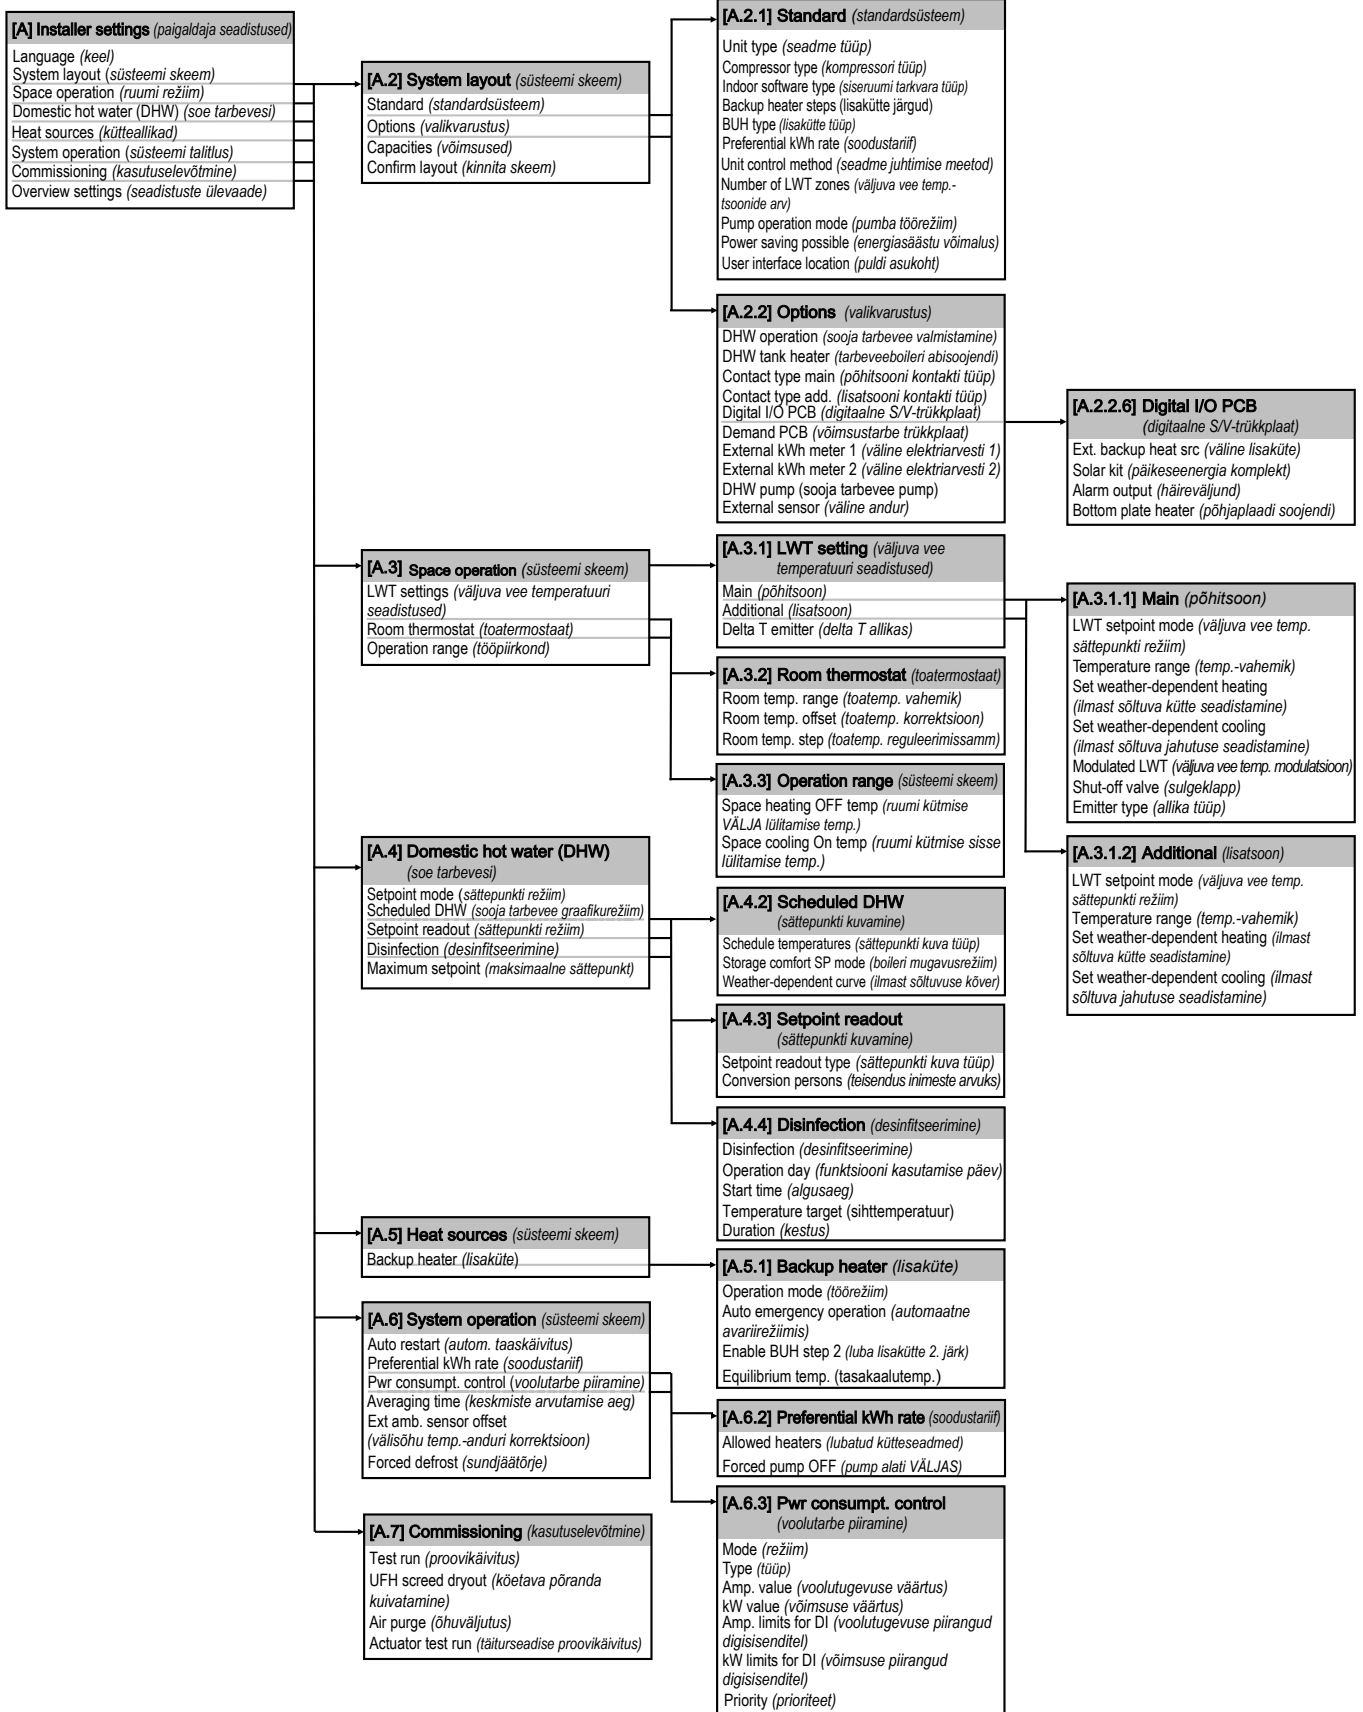 [A] Installer settings (paigaldaja seadistused)
Language (keel)
System layout (süsteemi skeem)
Space operation (ruumi režiim)
Domestic hot water (DHW) (soe tarbevesi)
Heat sources (kütteallikad)
System operation (süsteemi talitlus)
Commissioning (kasutuselevõtmine)
Overview settings (seadistuste ülevaade)
[A.2] System layout (süsteemi skeem)
Standard (standardsüsteem)
Options (valikvarustus)
Capacities (võimsused)
Confirm layout (kinnita skeem)
[A.2.1] Standard (standardsüsteem)
Unit type (seadme tüüp)
Compressor type (kompressori tüüp)
Indoor software type (siseruumi tarkvara tüüp)
Backup heater steps (lisakütte järgud)
BUH type (lisakütte tüüp)
Preferential kWh rate (soodustariif)
Unit control method (seadme juhtimise meetod)
Number of LWT zones (väljuva vee temp.-
tsoonide arv)
Pump operation mode (pumba töörežiim)
Power saving possible (energiasäästu võimalus)
User interface location (puldi asukoht)
[A.2.2] Options (valikvarustus)
DHW operation (sooja tarbevee valmistamine)
DHW tank heater (tarbeveeboileri abisoojendi)
Contact type main (põhitsooni kontakti tüüp)
Contact type add. (lisatsooni kontakti tüüp)
Digital I/O PCB (digitaalne S/V-trükkplaat)
Demand PCB (võimsustarbe trükkplaat)
External kWh meter 1 (väline elektriarvesti 1)
External kWh meter 2 (väline elektriarvesti 2)
DHW pump (sooja tarbevee pump)
External sensor (väline andur)
[A.2.2.6] Digital I/O PCB
(digitaalne S/V-trükkplaat)
Ext. backup heat src (väline lisaküte)
Solar kit (päikeseenergia komplekt)
Alarm output (häireväljund)
Bottom plate heater (põhjaplaadi soojendi)
[A.3] Space operation (süsteemi skeem)
LWT settings (väljuva vee temperatuuri
seadistused)
Room thermostat (toatermostaat)
Operation range (tööpiirkond)
[A.3.1] LWT setting (väljuva vee
temperatuuri seadistused)
Main (põhitsoon)
Additional (lisatsoon)
Delta T emitter (delta T allikas)
[A.3.1.1] Main (põhitsoon)
LWT setpoint mode (väljuva vee temp.
sättepunkti režiim)
Temperature range (temp.-vahemik)
Set weather-dependent heating
(ilmast sõltuva kütte seadistamine)
Set weather-dependent cooling
(ilmast sõltuva jahutuse seadistamine)
Modulated LWT (väljuva vee temp. modulatsioon)
Shut-off valve (sulgeklapp)
Emitter type (allika tüüp)
[A.3.2] Room thermostat (toatermostaat)
Room temp. range (toatemp. vahemik)
Room temp. offset (toatemp. korrektsioon)
Room temp. step (toatemp. reguleerimissamm)
[A.3.3] Operation range (süsteemi skeem)
Space heating OFF temp (ruumi kütmise
VÄLJA lülitamise temp.)
Space cooling On temp (ruumi kütmise sisse
lülitamise temp.)
[A.3.1.2] Additional (lisatsoon)
LWT setpoint mode (väljuva vee temp.
sättepunkti režiim)
Temperature range (temp.-vahemik)
Set weather-dependent heating (ilmast
sõltuva kütte seadistamine)
Set weather-dependent cooling (ilmast
sõltuva jahutuse seadistamine)
[A.4] Domestic hot water (DHW)
(soe tarbevesi)
Setpoint mode (sättepunkti režiim)
Scheduled DHW (sooja tarbevee graafikurežiim)
Setpoint readout (sättepunkti režiim)
Disinfection (desinfitseerimine)
Maximum setpoint (maksimaalne sättepunkt)
[A.4.2] Scheduled DHW
(sättepunkti kuvamine)
Schedule temperatures (sättepunkti kuva tüüp)
Storage comfort SP mode (boileri mugavusrežiim)
Weather-dependent curve (ilmast sõltuvuse kõver)
[A.4.3] Setpoint readout
(sättepunkti kuvamine)
Setpoint readout type (sättepunkti kuva tüüp)
Conversion persons (teisendus inimeste arvuks)
[A.4.4] Disinfection (desinfitseerimine)
Disinfection (desinfitseerimine)
Operation day (funktsiooni kasutamise päev)
Start time (algusaeg)
Temperature target (sihttemperatuur)
Duration (kestus)
[A.5] Heat sources (süsteemi skeem)
Backup heater (lisaküte)
[A.5.1] Backup heater (lisaküte)
Operation mode (töörežiim)
Auto emergency operation (automaatne
avariirežiimis)
Enable BUH step 2 (luba lisakütte 2. järk)
Equilibrium temp. (tasakaalutemp.)
[A.6] System operation (süsteemi skeem)
Auto restart (autom. taaskäivitus)
Preferential kWh rate (soodustariif)
Pwr consumpt. control (voolutarbe piiramine)
Averaging time (keskmiste arvutamise aeg)
Ext amb. sensor offset
(välisõhu temp.-anduri korrektsioon)
Forced defrost (sundjäätõrje)
[A.6.2] Preferential kWh rate (soodustariif)
Allowed heaters (lubatud kütteseadmed)
Forced pump OFF (pump alati VÄLJAS)
[A.6.3] Pwr consumpt. control
(voolutarbe piiramine)
Mode (režiim)
Type (tüüp)
Amp. value (voolutugevuse väärtus)
kW value (võimsuse väärtus)
Amp. limits for DI (voolutugevuse piirangud
digisisenditel)
kW limits for DI (võimsuse piirangud
digisisenditel)
Priority (prioriteet)
[A.7] Commissioning (kasutuselevõtmine)
Test run (proovikäivitus)
UFH screed dryout (köetava põranda
kuivatamine)
Air purge (õhuväljutus)
Actuator test run (täiturseadise proovikäivitus)